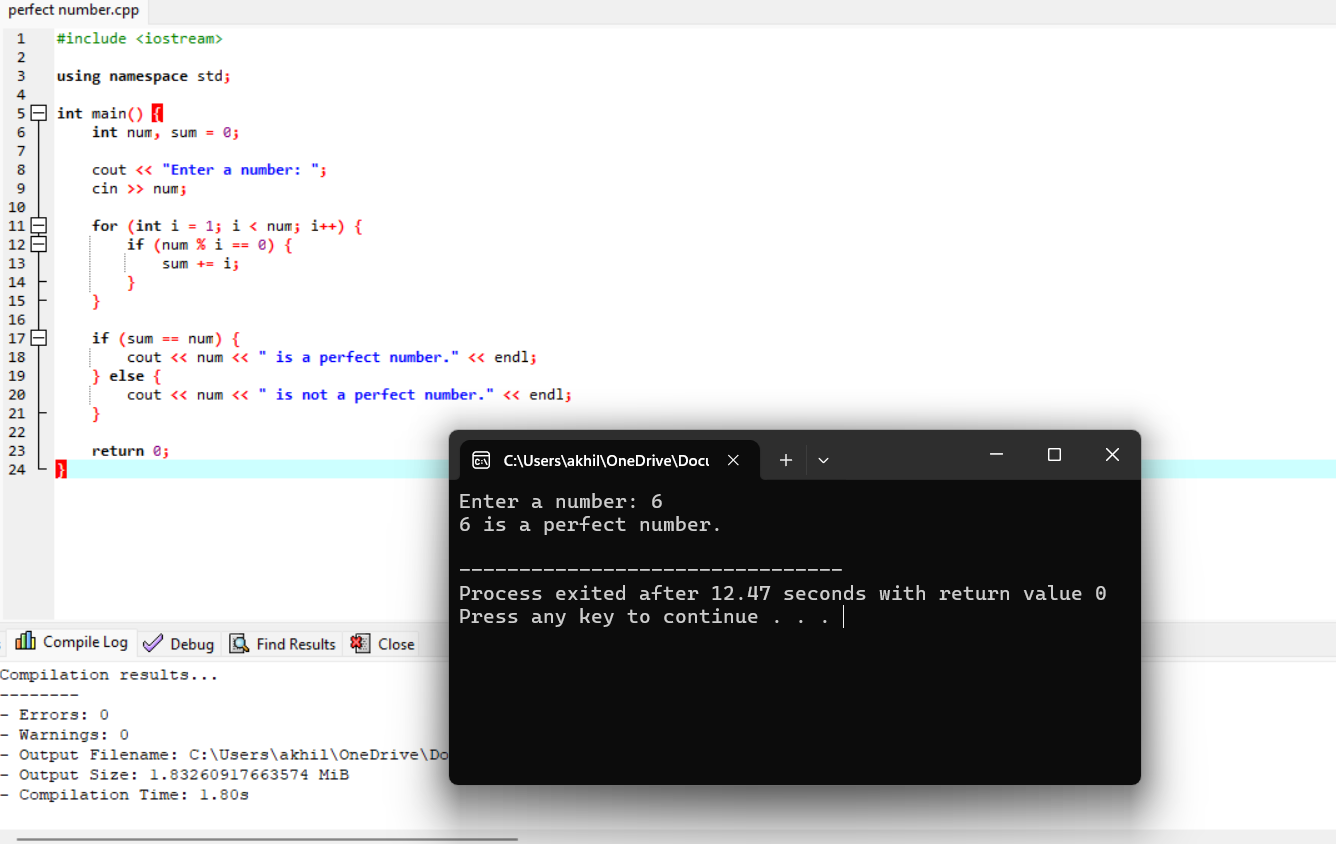 perfect number.cpp
1 #include <iostream>
2
3 using namespace std;
4
5 int main() {
6     int num, sum = 0;
7
8     cout << "Enter a number: ";
9     cin >> num;
10
11     for (int i = 1; i < num; i++) {
12         if (num % i == 0) {
13             sum += i;
14         }
15     }
16
17     if (sum == num) {
18         cout << num << " is a perfect number." << endl;
19     } else {
20         cout << num << " is not a perfect number." << endl;
21     }
22
23     return 0;
24 }
C:\Users\akhil\OneDrive\Docu
Enter a number: 6
6 is a perfect number.
--------------------------------
Process exited after 12.47 seconds with return value 0
Press any key to continue . . .
Compile Log Debug Find Results Close
Compilation results...
--------
- Errors: 0
- Warnings: 0
- Output Filename: C:\Users\akhil\OneDrive\Do
- Output Size: 1.83260917663574 MiB
- Compilation Time: 1.80s